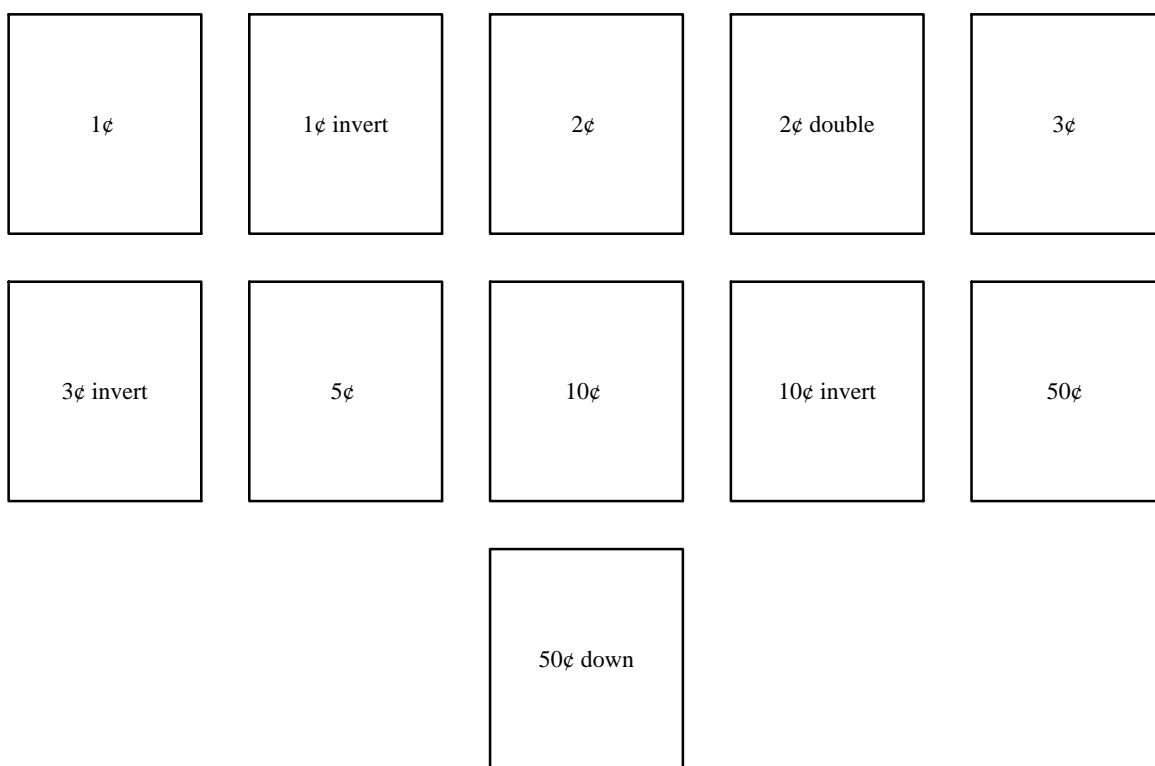 1¢
1¢ invert
2¢
2¢ double
3¢
3¢ invert
5¢
10¢
10¢ invert
50¢
50¢ down